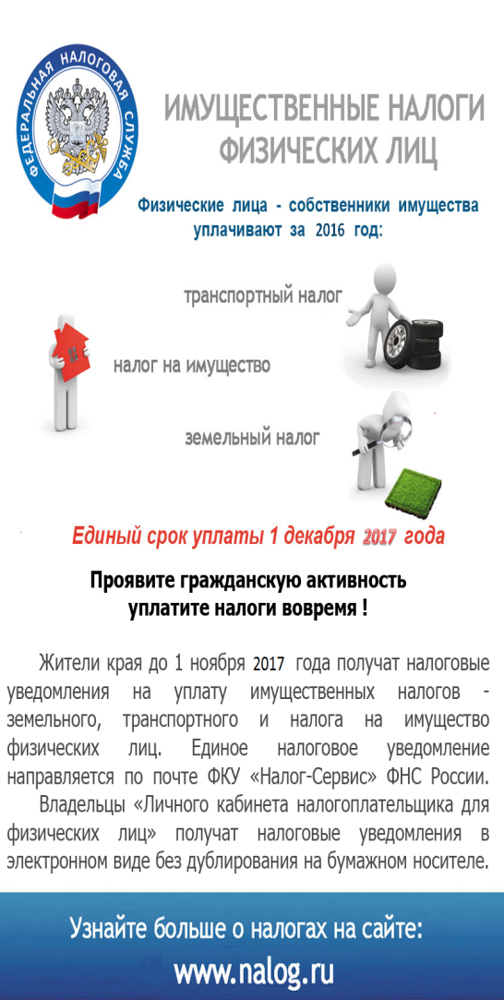 ФЕДЕРАЛЬНАЯ НАЛОГОВАЯ СЛУЖБА
ИМУЩЕСТВЕННЫЕ НАЛОГИ
ФИЗИЧЕСКИХ ЛИЦ
Физические лица - собственники имущества
уплачивают за 2016 год:
транспортный налог
налог на имущество
земельный налог
Единый срок уплаты 1 декабря 2017 года
Проявите гражданскую активность
уплатите налоги вовремя !
Жители края до 1 ноября 2017 года получат налоговые
уведомления на уплату имущественных налогов -
земельного, транспортного и налога на имущество
физических лиц. Единое налоговое уведомление
направляется по почте ФКУ «Налог-Сервис» ФНС России.
Владельцы «Личного кабинета налогоплательщика для
физических лиц» получат налоговые уведомления в
электронном виде без дублирования на бумажном носителе.
Узнайте больше о налогах на сайте:
www.nalog.ru